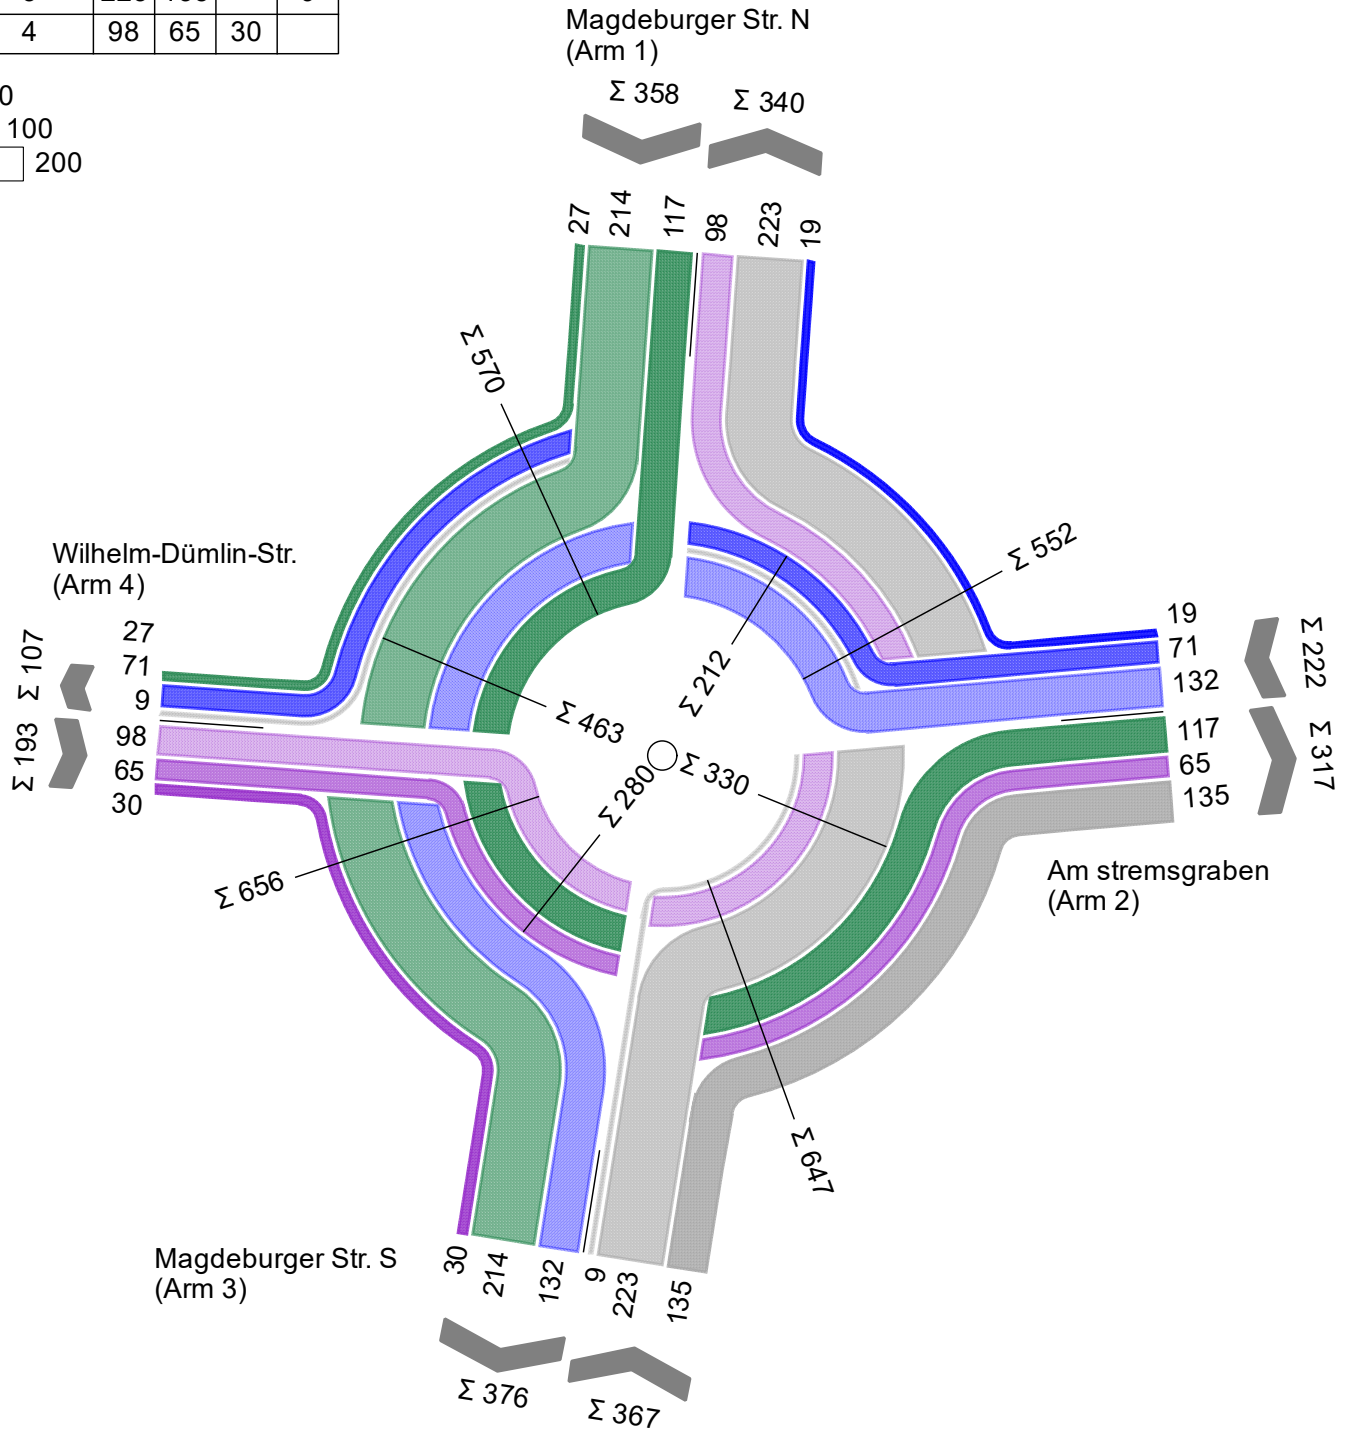 4 98 65 30
0
100
200
Magdeburger Str. N
(Arm 1)
Σ 358 Σ 340
27 214 117 98 223 19
Σ 570
Σ 552
Wilhelm-Dümlin-Str.
(Arm 4)
27
71
9
Σ 107
98
65
30
Σ 193
19
71
132
Σ 222
117
65
135
Σ 317
Σ 212
Σ 463
Σ 330
Σ 280
Σ 656
Σ 647
Am stremsgraben
(Arm 2)
Magdeburger Str. S
(Arm 3)
30 214 132 9 223 135
Σ 376 Σ 367